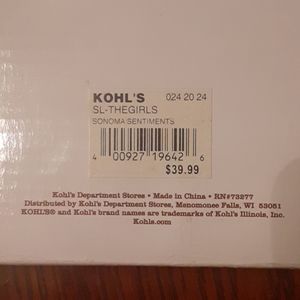 KOHL'S 024 20 24
SL-THEGIRLS
SONOMA SENTIMENTS
4 00927 19642 6
$39.99
Kohl's Department Stores • Made in China • RN#73277
Distributed by Kohl's Department Stores, Menomonee Falls, WI 53051
KOHL'S® and Kohl's brand names are trademarks of Kohl's Illinois, Inc.
Kohls.com